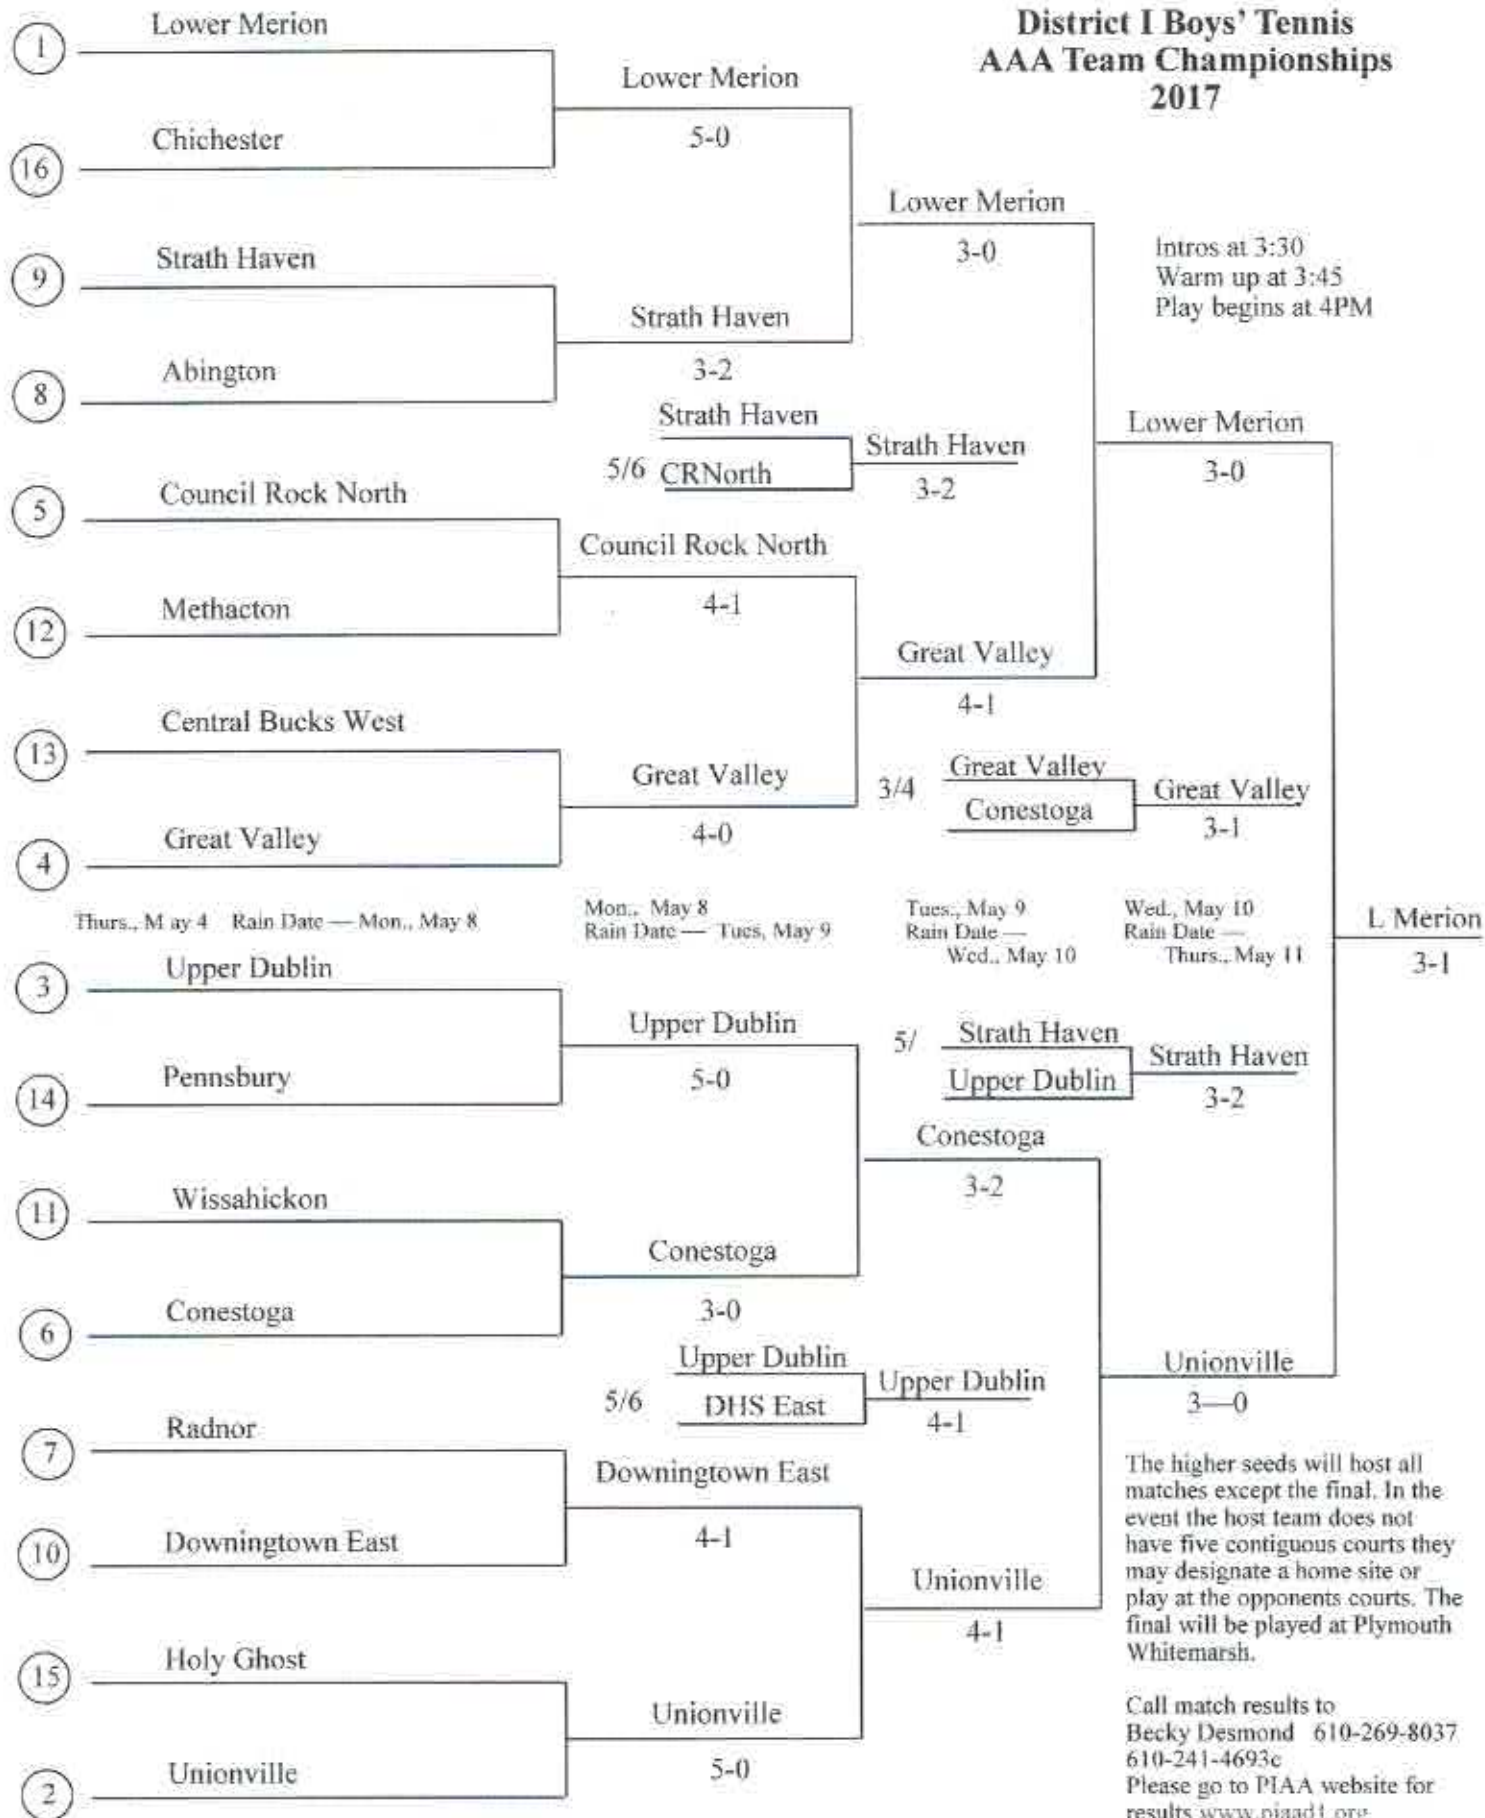 District I Boys' Tennis
AAA Team Championships
2017
1
Lower Merion
Lower Merion
5-0
16
Chichester
Lower Merion
3-0
Intros at 3:30
Warm up at 3:45
Play begins at 4PM
9
Strath Haven
Strath Haven
3-2
8
Abington
Strath Haven
5/6 CRNorth
Strath Haven
3-2
Lower Merion
3-0
5
Council Rock North
Council Rock North
4-1
12
Methacton
Great Valley
4-1
13
Central Bucks West
Great Valley
4-0
3/4
Great Valley
Conestoga
Great Valley
3-1
4
Great Valley
Thurs., M ay 4 Rain Date — Mon., May 8
Mon., May 8
Rain Date — Tues, May 9
Tues., May 9
Rain Date —
Wed., May 10
Wed., May 10
Rain Date —
Thurs., May 11
L Merion
3-1
3
Upper Dublin
Upper Dublin
5-0
5/
Strath Haven
Upper Dublin
Strath Haven
3-2
14
Pennsbury
Conestoga
3-2
11
Wissahickon
Conestoga
3-0
6
Conestoga
Upper Dublin
5/6
DHS East
Upper Dublin
4-1
Unionville
3—0
7
Radnor
Downingtown East
4-1
10
Downingtown East
Unionville
4-1
The higher seeds will host all
matches except the final. In the
event the host team does not
have five contiguous courts they
may designate a home site or
play at the opponents courts. The
final will be played at Plymouth
Whitemarsh.
15
Holy Ghost
Unionville
5-0
2
Unionville
Call match results to
Becky Desmond 610-269-8037
610-241-4693c
Please go to PIAA website for
results www.piaad1.org